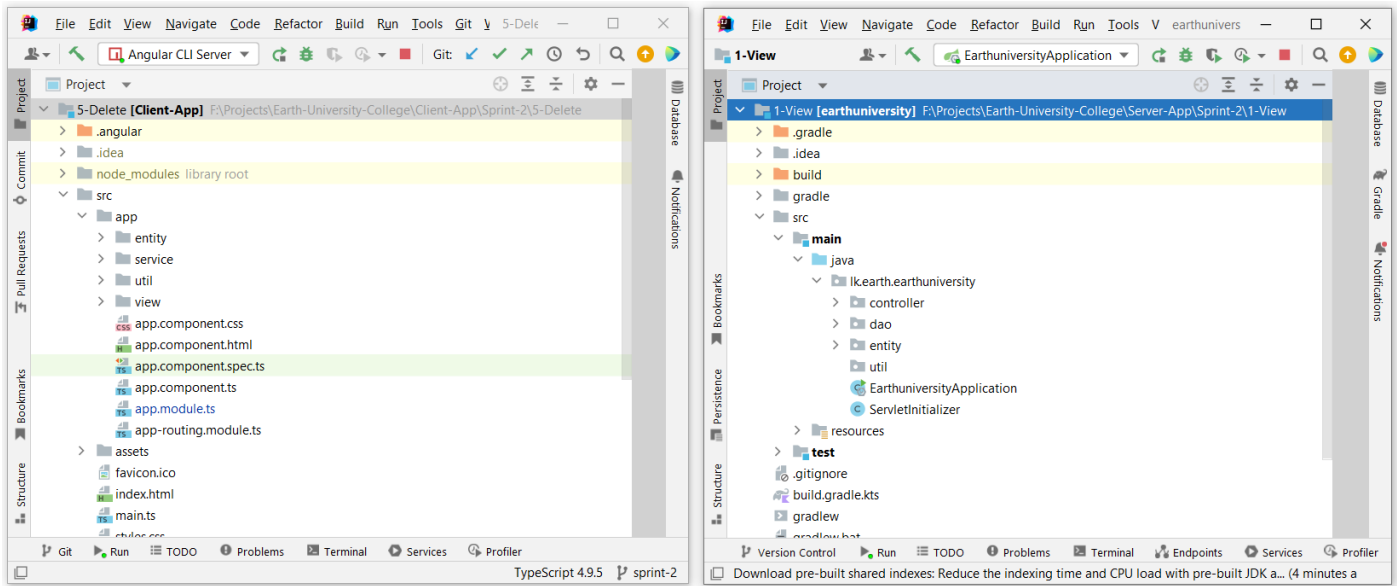 File Edit View Navigate Code Refactor Build Run Tools Git V 5-Dele
Angular CLI Server Git:
Project
5-Delete [Client-App] F:\Projects\Earth-University-College\Client-App\Sprint-2\5-Delete
.angular
.idea
node_modules library root
src
app
entity
service
util
view
app.component.css
app.component.html
app.component.spec.ts
app.component.ts
app.module.ts
app-routing.module.ts
assets
favicon.ico
index.html
main.ts
styles.css
Project
Commit
Pull Requests
Bookmarks
Structure
Database
Notifications
Git Run TODO Problems Terminal Services Profiler
TypeScript 4.9.5 sprint-2
File Edit View Navigate Code Refactor Build Run Tools V earthunivers
1-View EarthuniversityApplication
Project
1-View [earthuniversity] F:\Projects\Earth-University-College\Server-App\Sprint-2\1-View
.gradle
.idea
build
gradle
src
main
java
lk.earth.earthuniversity
controller
dao
entity
util
EarthuniversityApplication
ServletInitializer
resources
test
.gitignore
build.gradle.kts
gradlew
gradlew.bat
Project
Bookmarks
Persistence
Structure
Database
Gradle
Notifications
Version Control Run TODO Problems Terminal Endpoints Services Profiler
Download pre-built shared indexes: Reduce the indexing time and CPU load with pre-built JDK a... (4 minutes a